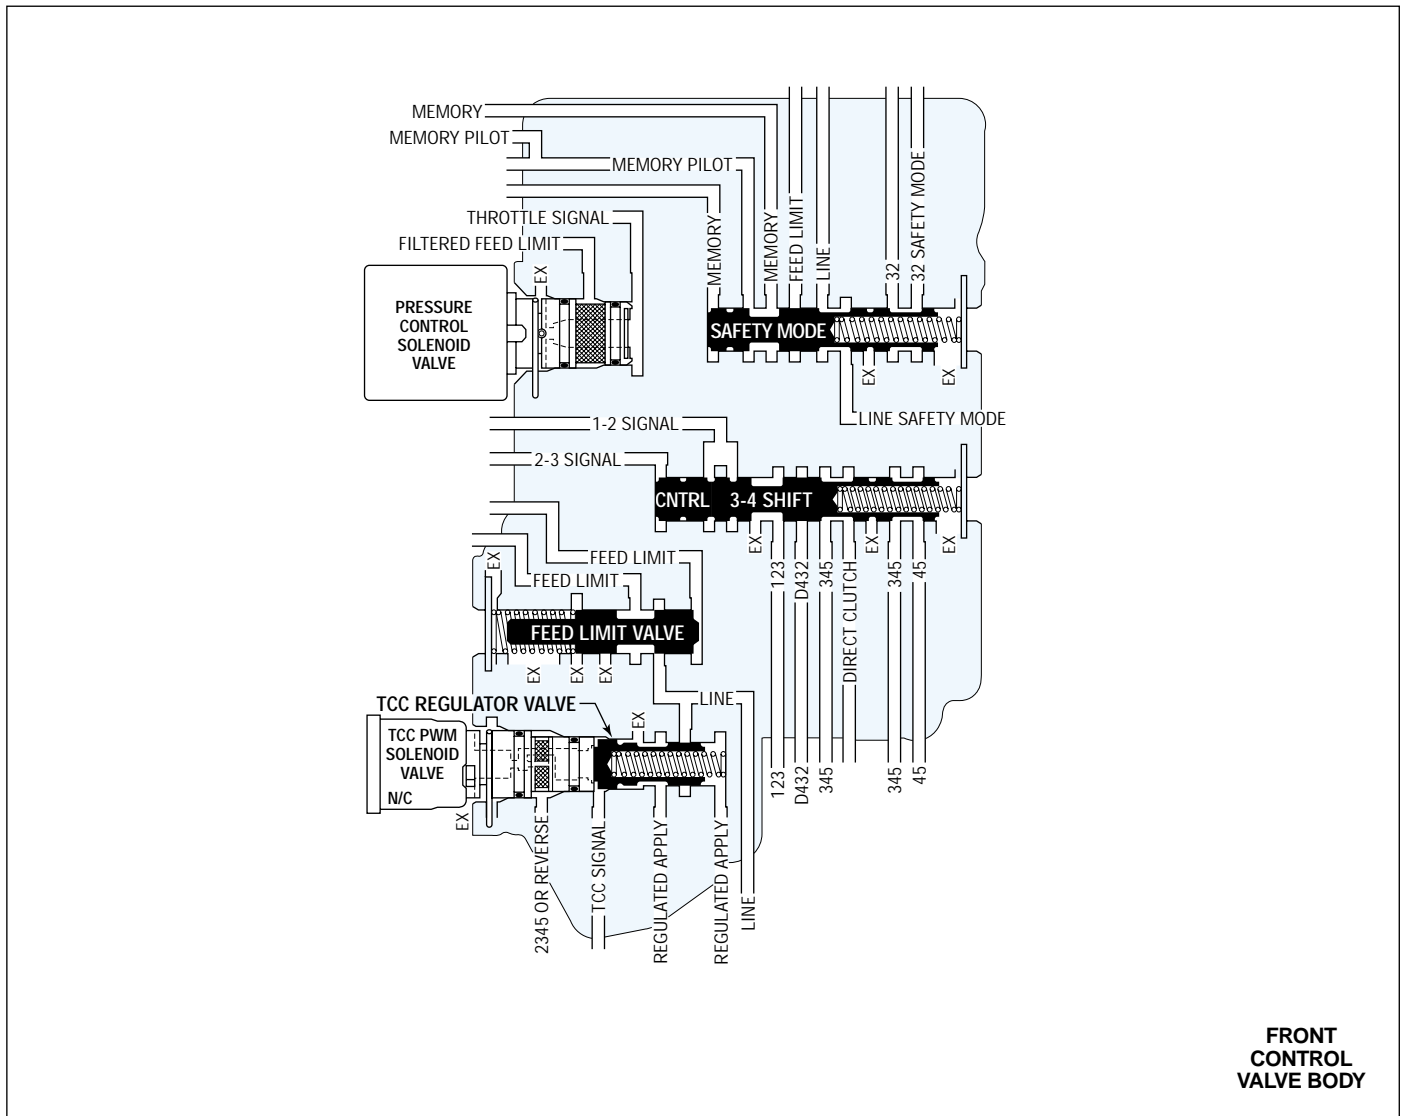 MEMORY
MEMORY PILOT
MEMORY PILOT
THROTTLE SIGNAL
FILTERED FEED LIMIT
EX
MEMORY
MEMORY
FEED LIMIT
LINE
32
32 SAFETY MODE
PRESSURE
CONTROL
SOLENOID
VALVE
SAFETY MODE
EX
EX
LINE SAFETY MODE
1-2 SIGNAL
2-3 SIGNAL
CNTRL
3-4 SHIFT
EX
123
D432
345
DIRECT CLUTCH
EX
345
45
EX
FEED LIMIT
FEED LIMIT
EX
FEED LIMIT VALVE
EX
EX
EX
TCC REGULATOR VALVE
LINE
EX
TCC PWM
SOLENOID
VALVE
N/C
EX
123
D432
345
345
45
2345 OR REVERSE
TCC SIGNAL
REGULATED APPLY
REGULATED APPLY
LINE
FRONT
CONTROL
VALVE BODY